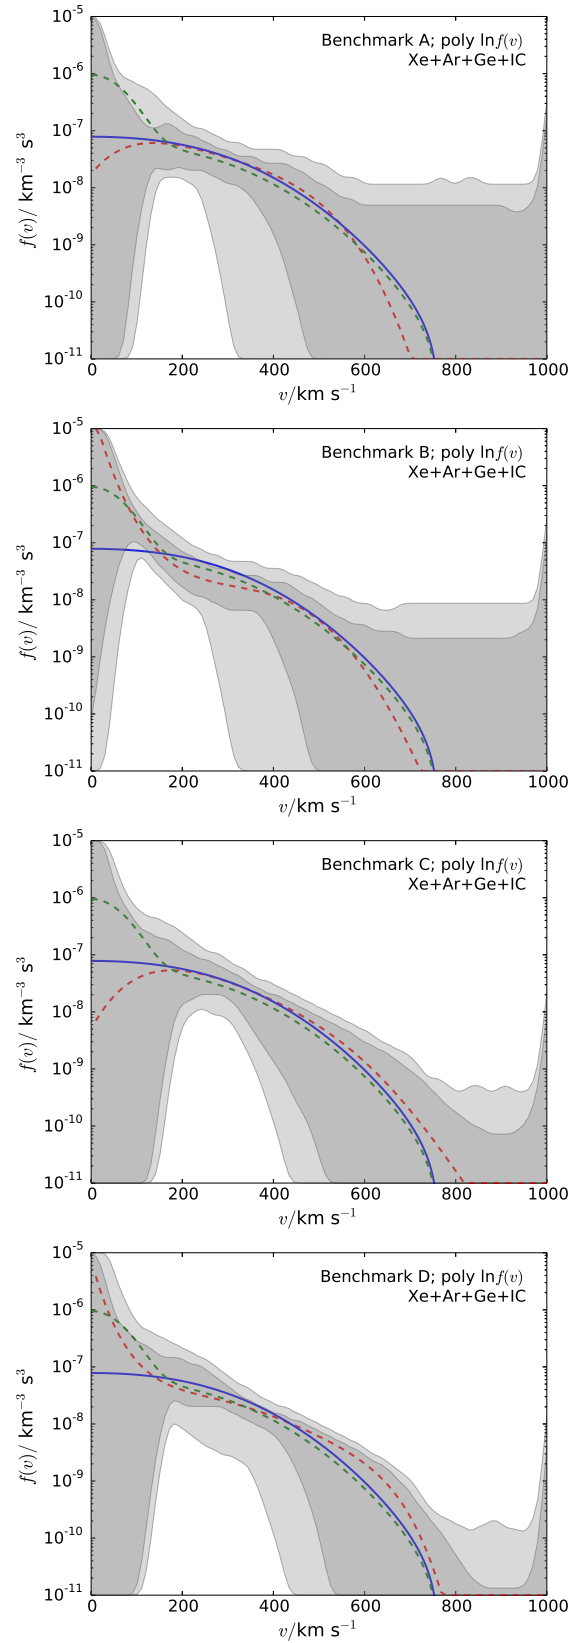 Benchmark A; poly ln f(v)
Xe+Ar+Ge+IC
10⁻⁵
10⁻⁶
10⁻⁷
10⁻⁸
10⁻⁹
10⁻¹⁰
10⁻¹¹
f(v)/ km⁻³ s³
0 200 400 600 800 1000
v/km s⁻¹
Benchmark B; poly ln f(v)
Xe+Ar+Ge+IC
10⁻⁵
10⁻⁶
10⁻⁷
10⁻⁸
10⁻⁹
10⁻¹⁰
10⁻¹¹
f(v)/ km⁻³ s³
0 200 400 600 800 1000
v/km s⁻¹
Benchmark C; poly ln f(v)
Xe+Ar+Ge+IC
10⁻⁵
10⁻⁶
10⁻⁷
10⁻⁸
10⁻⁹
10⁻¹⁰
10⁻¹¹
f(v)/ km⁻³ s³
0 200 400 600 800 1000
v/km s⁻¹
Benchmark D; poly ln f(v)
Xe+Ar+Ge+IC
10⁻⁵
10⁻⁶
10⁻⁷
10⁻⁸
10⁻⁹
10⁻¹⁰
10⁻¹¹
f(v)/ km⁻³ s³
0 200 400 600 800 1000
v/km s⁻¹